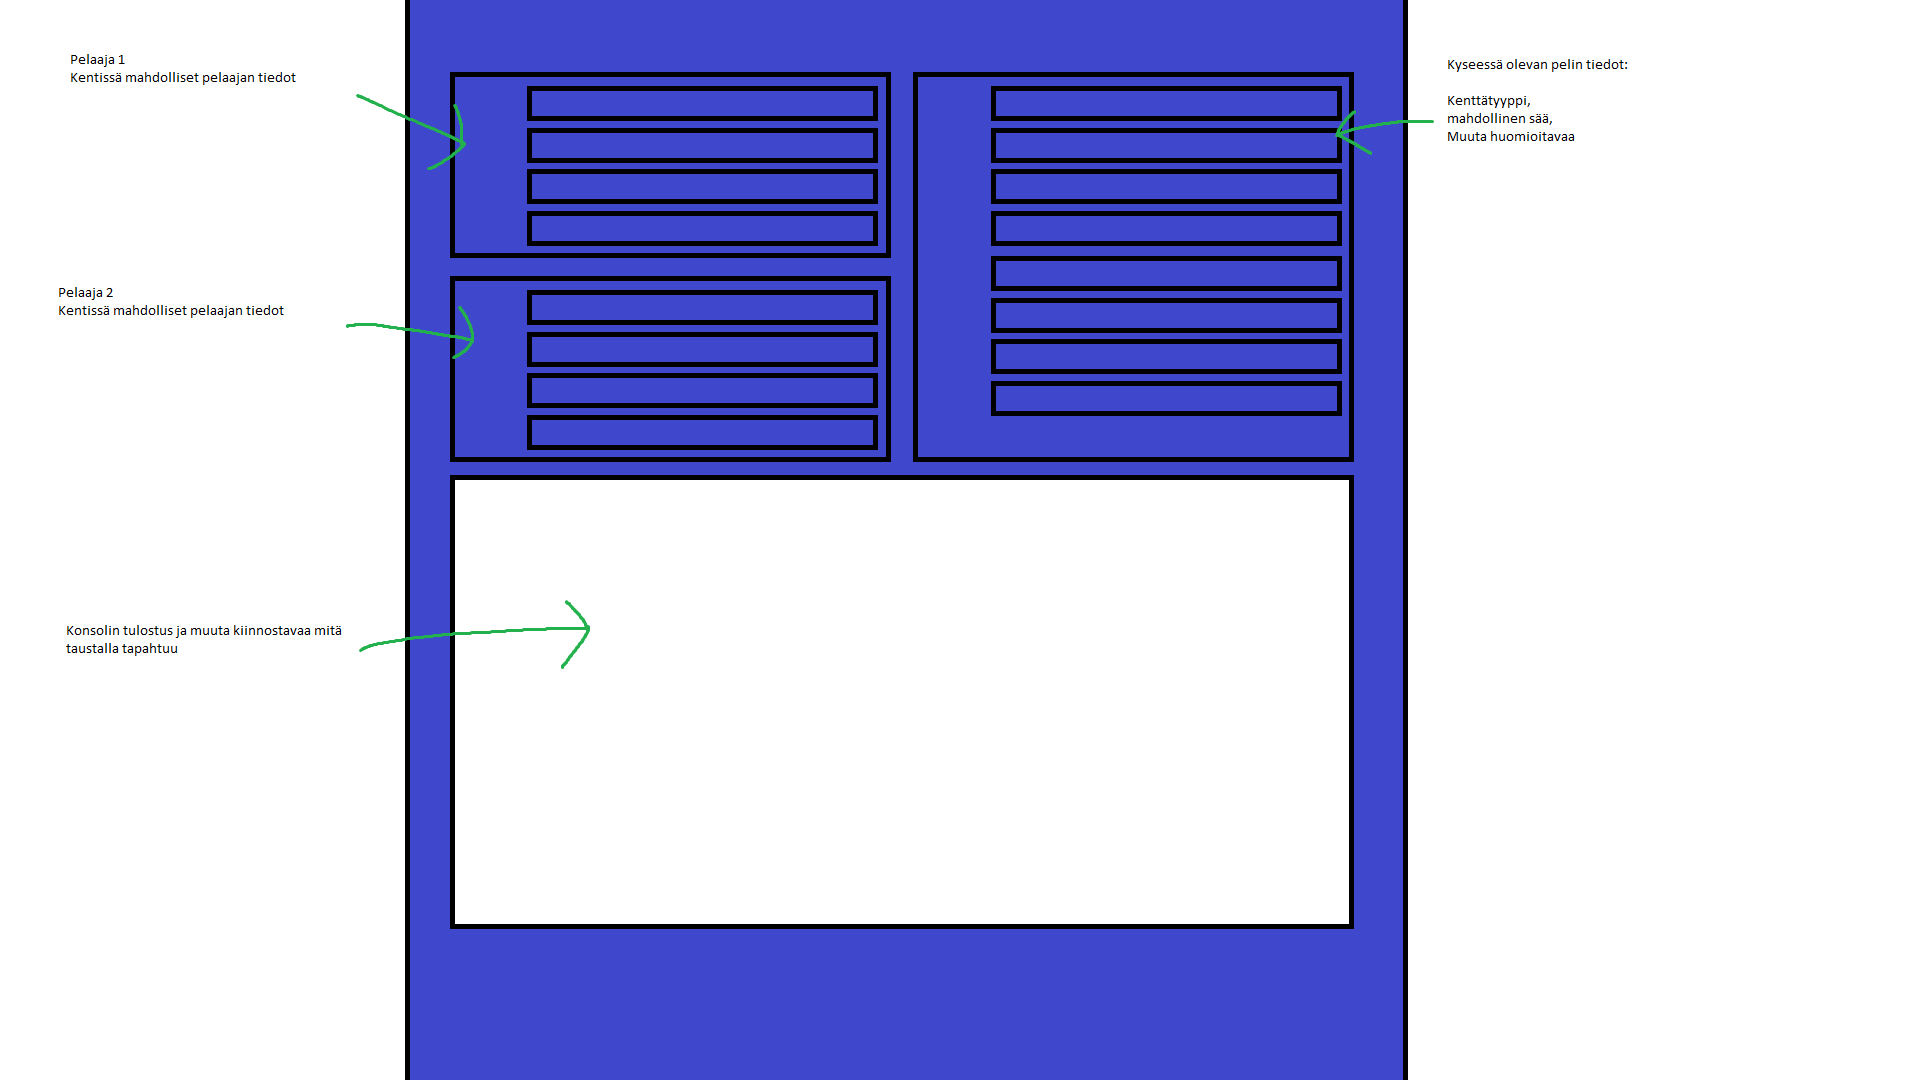 Pelaaja 1
Kentissä mahdolliset pelaajan tiedot
Kyseessä olevan pelin tiedot:
Kenttätyyppi,
mahdollinen sää,
Muuta huomioitavaa
Pelaaja 2
Kentissä mahdolliset pelaajan tiedot
Konsolin tulostus ja muuta kiinnostavaa mitä
taustalla tapahtuu